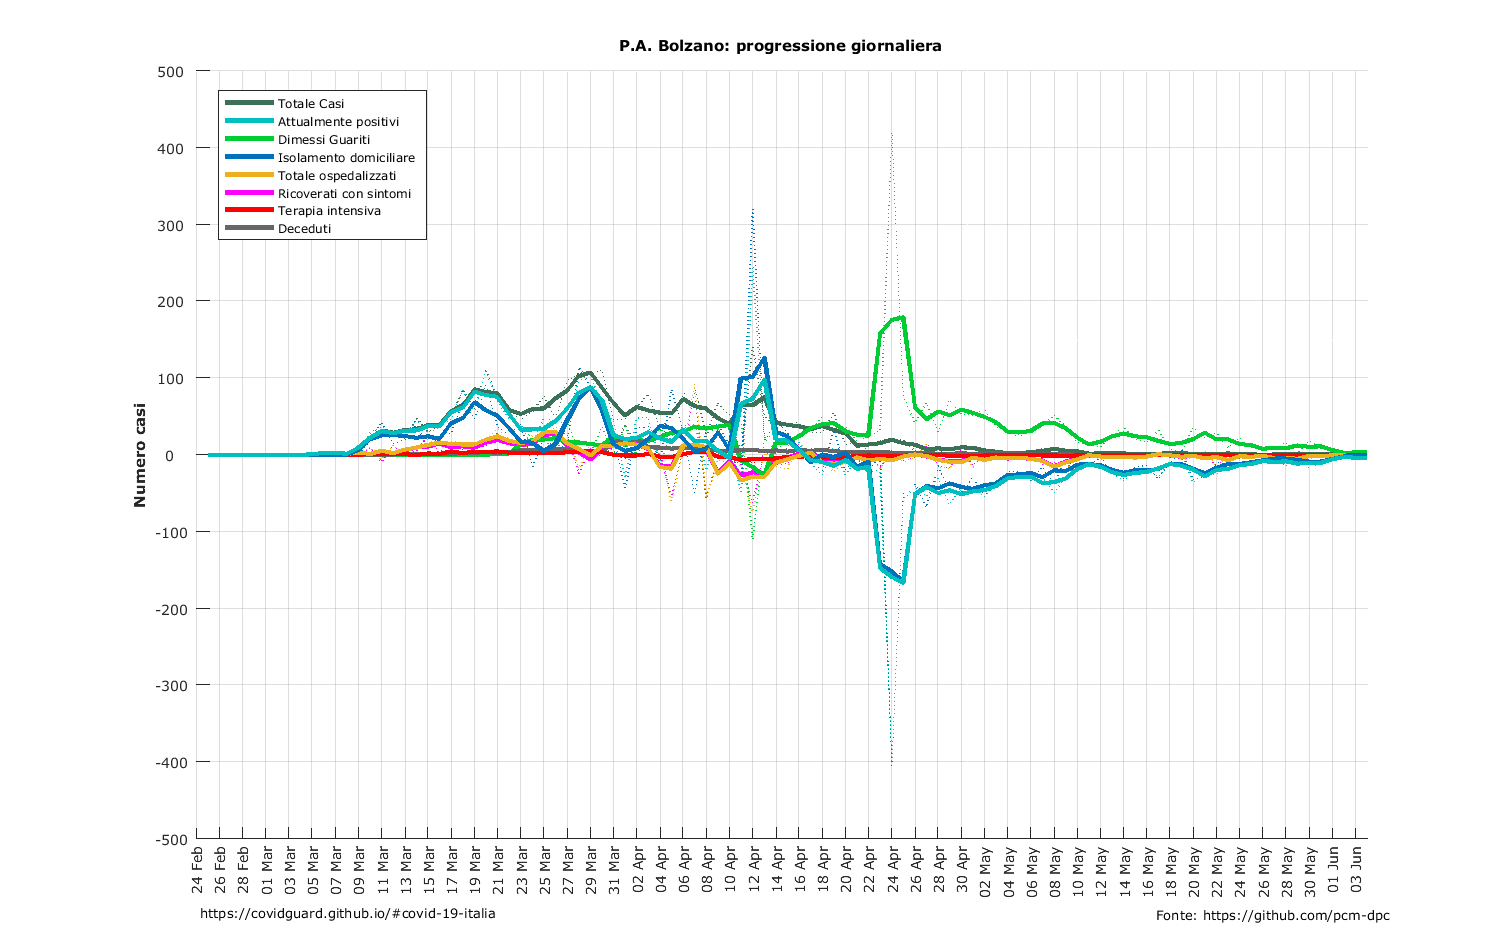 P.A. Bolzano: progressione giornaliera
500
400
300
200
100
0
-100
-200
-300
-400
-500
Numero casi
Totale Casi
Attualmente positivi
Dimessi Guariti
Isolamento domiciliare
Totale ospedalizzati
Ricoverati con sintomi
Terapia intensiva
Deceduti
24 Feb
26 Feb
28 Feb
01 Mar
03 Mar
05 Mar
07 Mar
09 Mar
11 Mar
13 Mar
15 Mar
17 Mar
19 Mar
21 Mar
23 Mar
25 Mar
27 Mar
29 Mar
31 Mar
02 Apr
04 Apr
06 Apr
08 Apr
10 Apr
12 Apr
14 Apr
16 Apr
18 Apr
20 Apr
22 Apr
24 Apr
26 Apr
28 Apr
30 Apr
02 May
04 May
06 May
08 May
10 May
12 May
14 May
16 May
18 May
20 May
22 May
24 May
26 May
28 May
30 May
01 Jun
03 Jun
https://covidguard.github.io/#covid-19-italia
Fonte: https://github.com/pcm-dpc